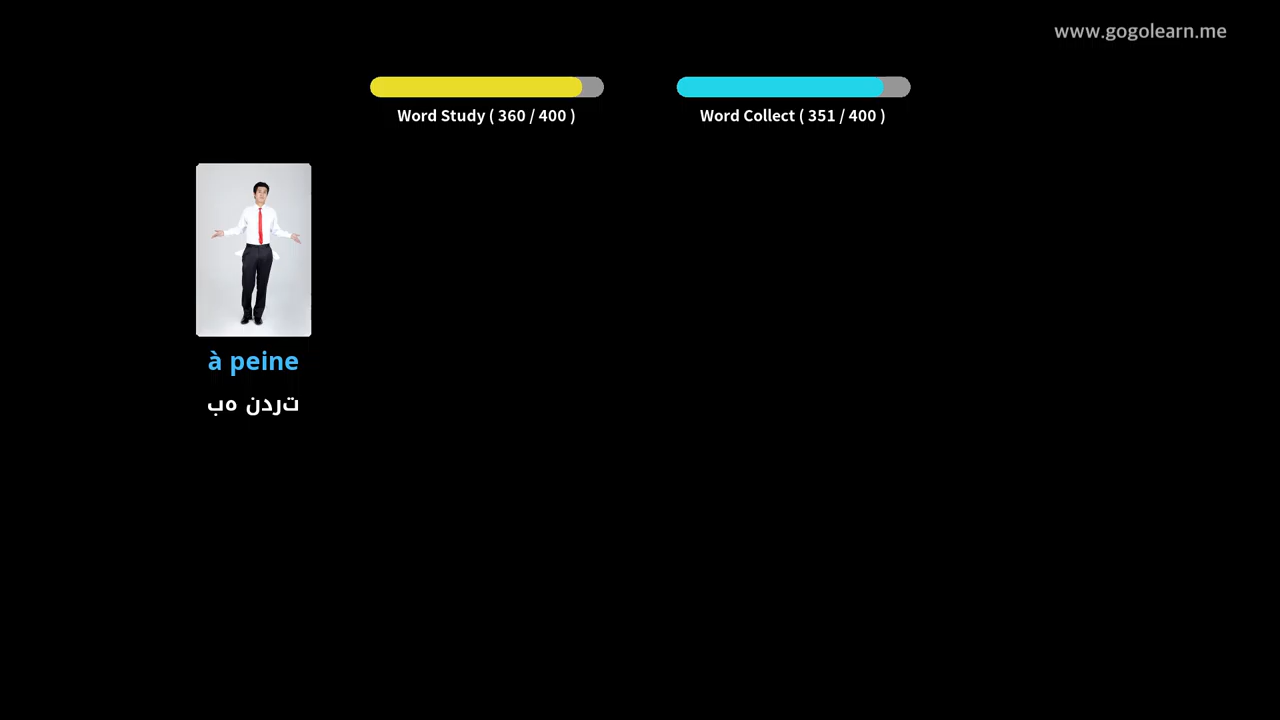 www.gogolearn.me
Word Study ( 360 / 400 )
Word Collect ( 351 / 400 )
à peine
تردن هب